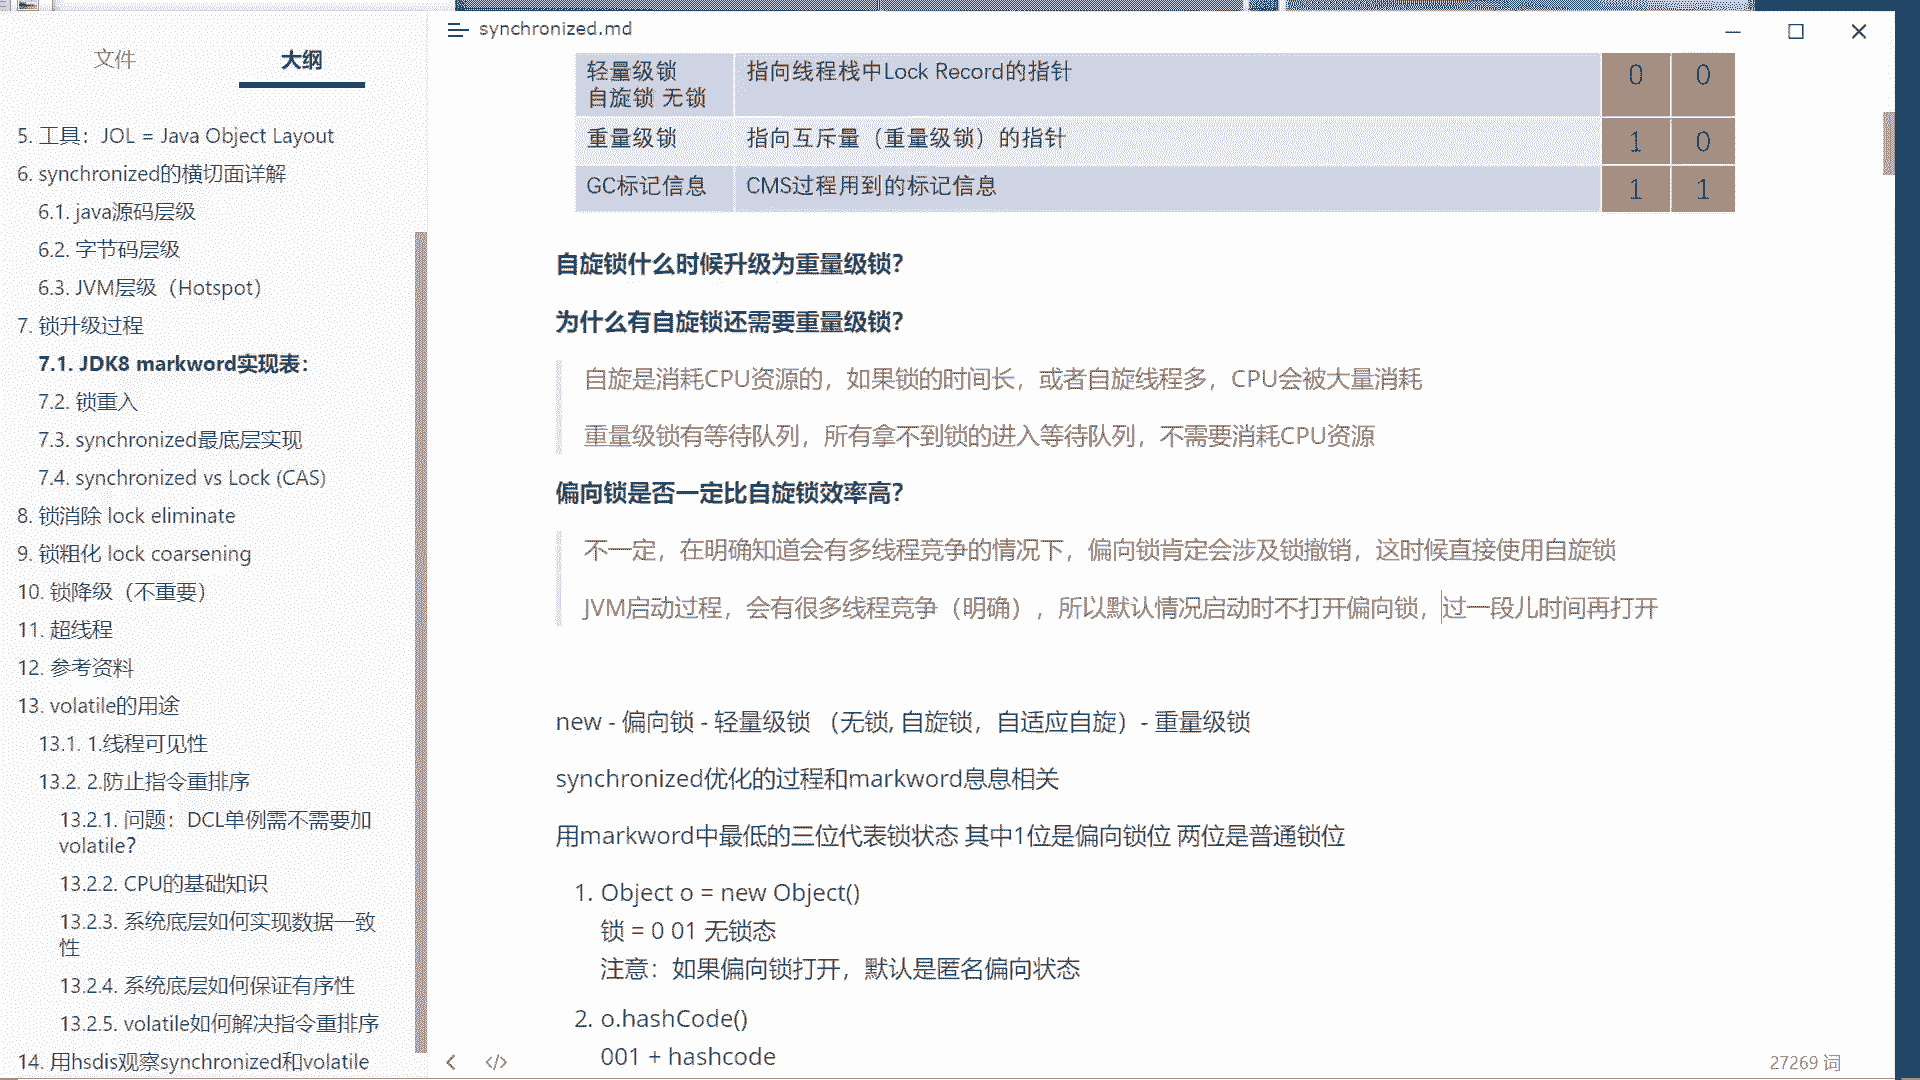 文件
大纲
5. 工具：JOL = Java Object Layout
6. synchronized的横切面详解
6.1. java源码层级
6.2. 字节码层级
6.3. JVM层级（Hotspot）
7. 锁升级过程
7.1. JDK8 markword实现表：
7.2. 锁重入
7.3. synchronized最底层实现
7.4. synchronized vs Lock (CAS)
8. 锁消除 lock eliminate
9. 锁粗化 lock coarsening
10. 锁降级（不重要）
11. 超线程
12. 参考资料
13. volatile的用途
13.1. 1.线程可见性
13.2. 2.防止指令重排序
13.2.1. 问题：DCL单例需不需要加
volatile？
13.2.2. CPU的基础知识
13.2.3. 系统底层如何实现数据一致
性
13.2.4. 系统底层如何保证有序性
13.2.5. volatile如何解决指令重排序
14. 用hsdis观察synchronized和volatile
synchronized.md
轻量级锁
自旋锁 无锁
指向线程栈中Lock Record的指针
0 0
重量级锁
指向互斥量（重量级锁）的指针
1 0
GC标记信息
CMS过程用到的标记信息
1 1
自旋锁什么时候升级为重量级锁？
为什么有自旋锁还需要重量级锁？
自旋是消耗CPU资源的，如果锁的时间长，或者自旋线程多，CPU会被大量消耗
重量级锁有等待队列，所有拿不到锁的进入等待队列，不需要消耗CPU资源
偏向锁是否一定比自旋锁效率高？
不一定，在明确知道会有多线程竞争的情况下，偏向锁肯定会涉及锁撤销，这时候直接使用自旋锁
JVM启动过程，会有很多线程竞争（明确），所以默认情况启动时不打开偏向锁，过一段儿时间再打开
new - 偏向锁 - 轻量级锁 （无锁, 自旋锁，自适应自旋）- 重量级锁
synchronized优化的过程和markword息息相关
用markword中最低的三位代表锁状态 其中1位是偏向锁位 两位是普通锁位
1. Object o = new Object()
锁 = 0 01 无锁态
注意：如果偏向锁打开，默认是匿名偏向状态
2. o.hashCode()
001 + hashcode
27269 词